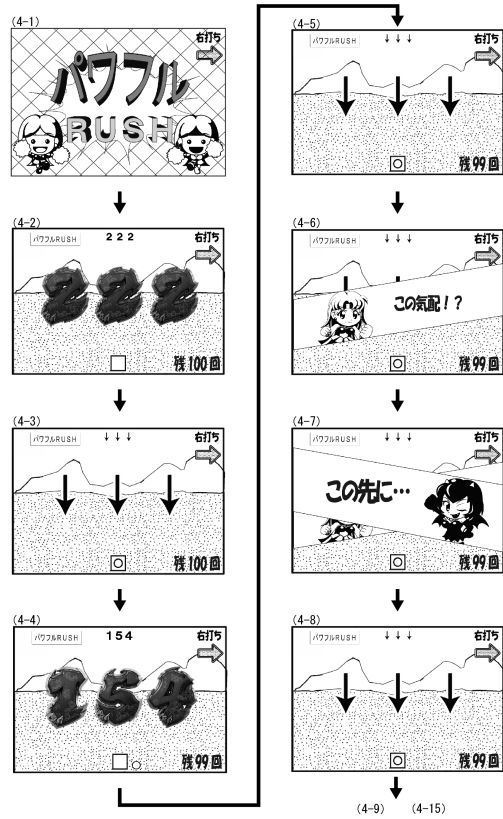 (4-1)
右打ち
パワフル
RUSH
(4-2)
パワフルRUSH
222
右打ち
222
残100回
(4-3)
パワフルRUSH
↓↓↓
右打ち
残100回
(4-4)
パワフルRUSH
154
右打ち
154
残99回
(4-5)
パワフルRUSH
↓↓↓
右打ち
残99回
(4-6)
パワフルRUSH
↓↓↓
右打ち
この気配!?
残99回
(4-7)
パワフルRUSH
↓↓↓
右打ち
この先に…
残99回
(4-8)
パワフルRUSH
↓↓↓
右打ち
残99回
(4-9) (4-15)